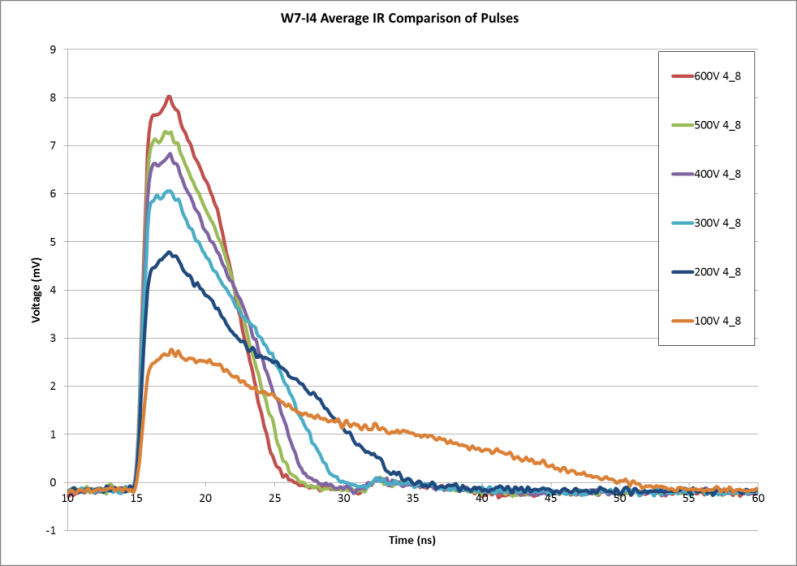 W7-I4 Average IR Comparison of Pulses
9
8
7
6
5
4
3
2
1
0
-1
Voltage (mV)
10 15 20 25 30 35 40 45 50 55 60
Time (ns)
600V 4_8
500V 4_8
400V 4_8
300V 4_8
200V 4_8
100V 4_8